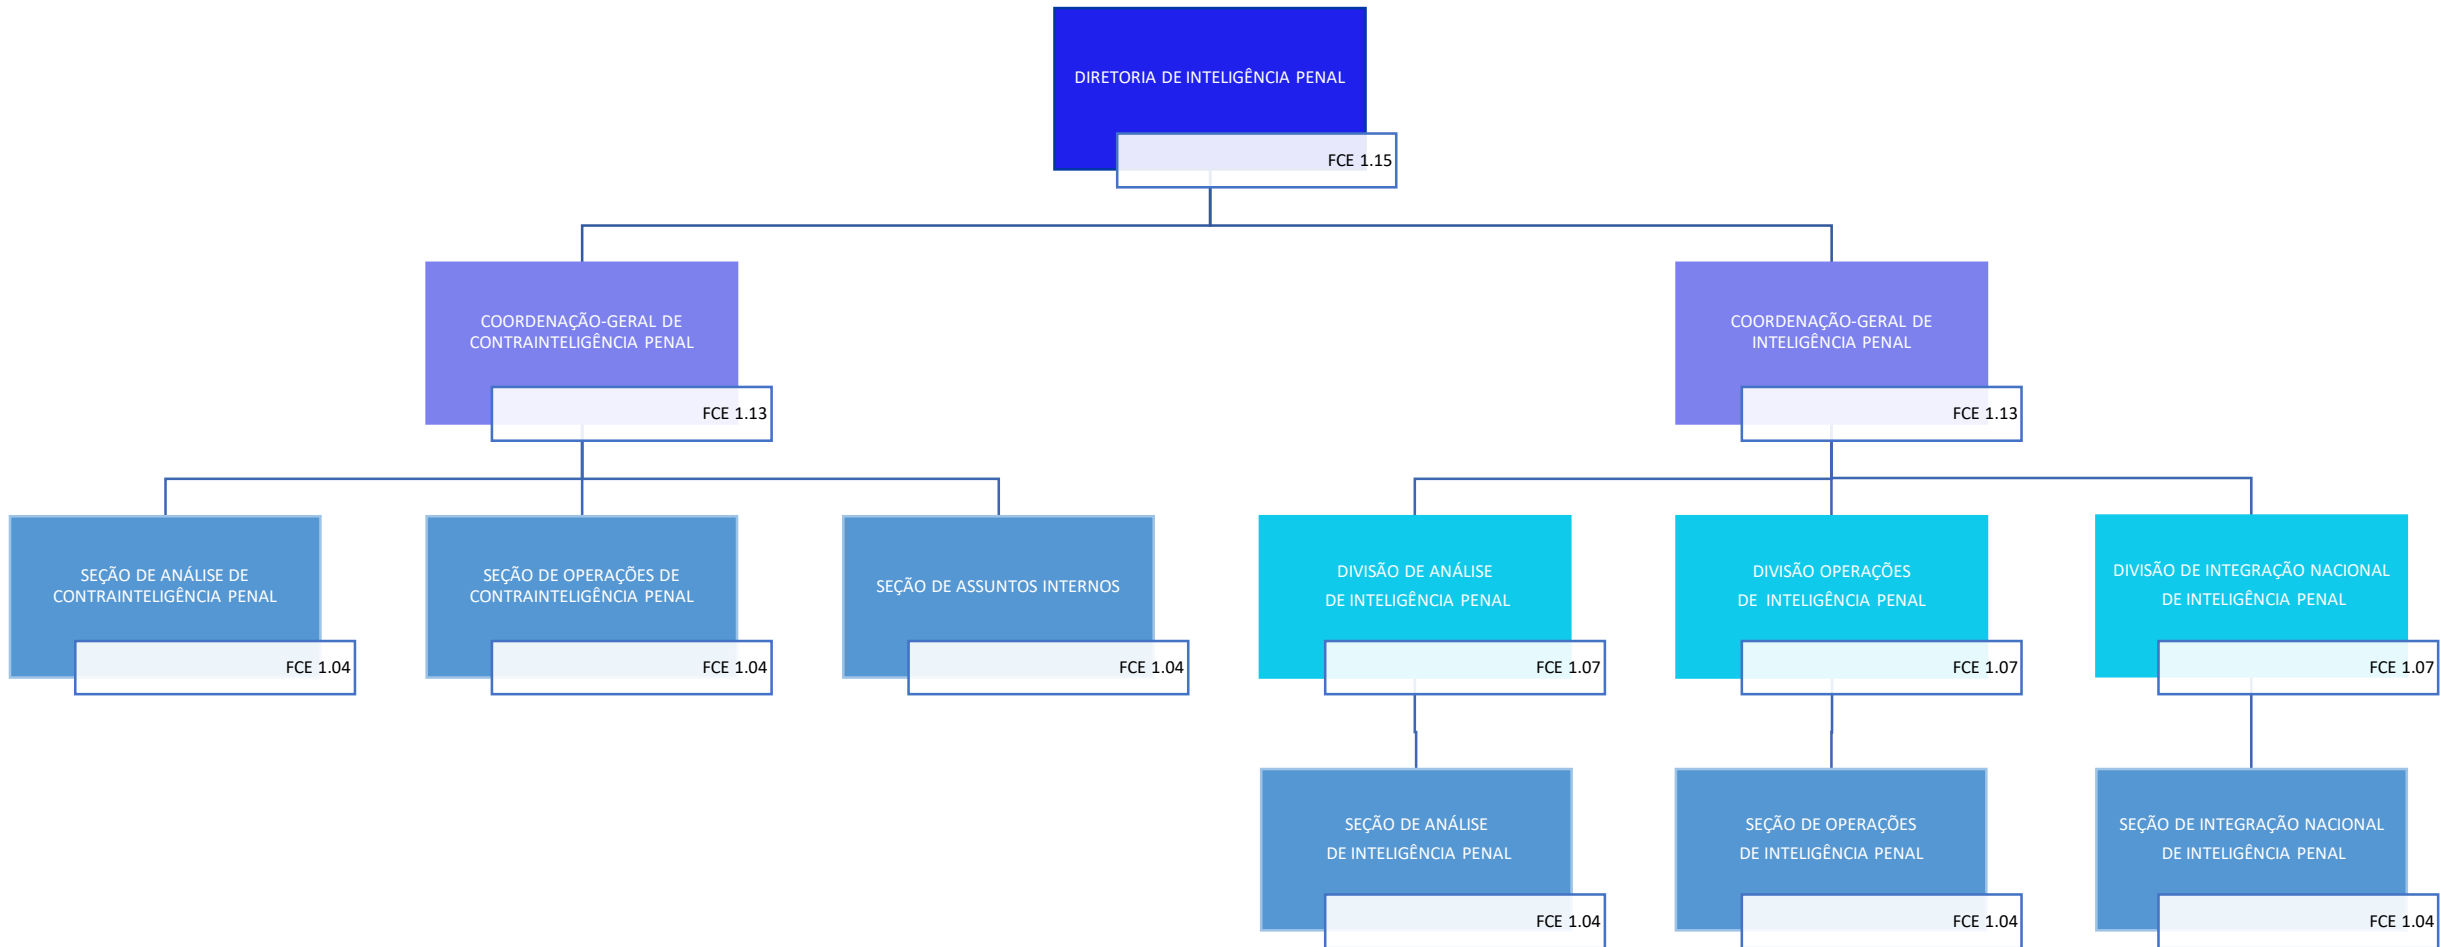 DIRETORIA DE INTELIGÊNCIA PENAL
FCE 1.15
COORDENAÇÃO-GERAL DE
CONTRAINTELIGÊNCIA PENAL
FCE 1.13
COORDENAÇÃO-GERAL DE
INTELIGÊNCIA PENAL
FCE 1.13
SEÇÃO DE ANÁLISE DE
CONTRAINTELIGÊNCIA PENAL
FCE 1.04
SEÇÃO DE OPERAÇÕES DE
CONTRAINTELIGÊNCIA PENAL
FCE 1.04
SEÇÃO DE ASSUNTOS INTERNOS
FCE 1.04
DIVISÃO DE ANÁLISE
DE INTELIGÊNCIA PENAL
FCE 1.07
DIVISÃO OPERAÇÕES
DE INTELIGÊNCIA PENAL
FCE 1.07
DIVISÃO DE INTEGRAÇÃO NACIONAL
DE INTELIGÊNCIA PENAL
FCE 1.07
SEÇÃO DE ANÁLISE
DE INTELIGÊNCIA PENAL
FCE 1.04
SEÇÃO DE OPERAÇÕES
DE INTELIGÊNCIA PENAL
FCE 1.04
SEÇÃO DE INTEGRAÇÃO NACIONAL
DE INTELIGÊNCIA PENAL
FCE 1.04